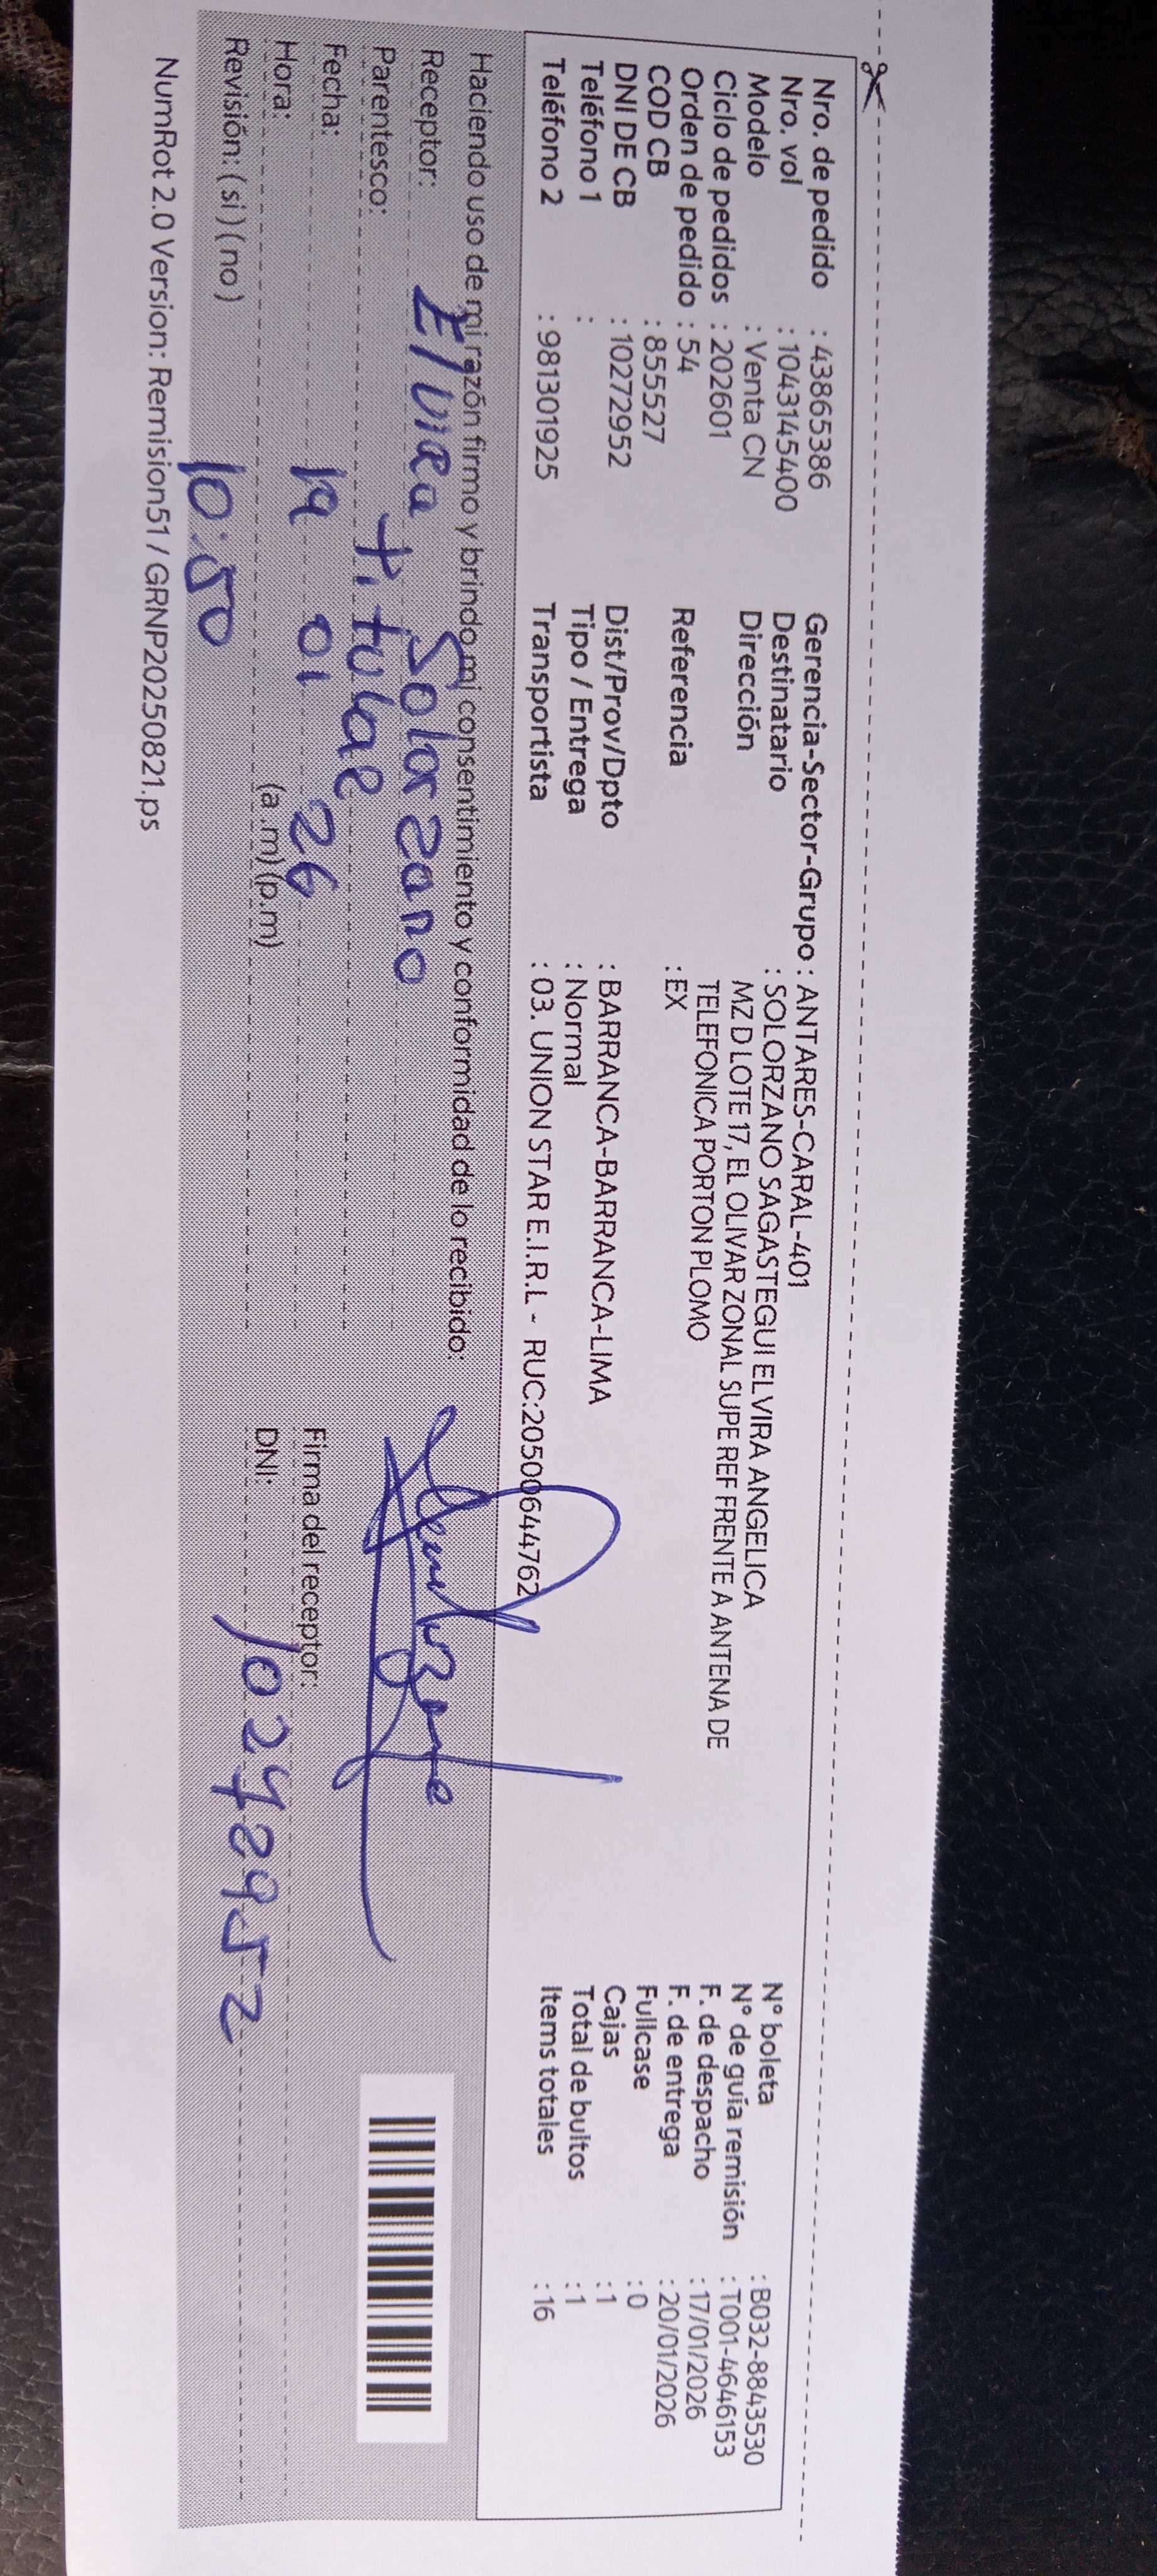 Nro. de pedido : 43865386
Nro. vol : 1043145400
Modelo : Venta CN
Ciclo de pedidos : 202601
Orden de pedido : 54
COD CB : 855527
DNI DE CB : 10272952
Teléfono 1 :
Teléfono 2 : 981301925
Gerencia-Sector-Grupo : ANTARES-CARAL-401
Destinatario : SOLORZANO SAGASTEGUI ELVIRA ANGELICA
Dirección MZ D LOTE 17, EL OLIVAR ZONAL SUPE REF FRENTE A ANTENA DE
TELEFONICA PORTON PLOMO
Referencia : EX
Dist/Prov/Dpto : BARRANCA-BARRANCA-LIMA
Tipo / Entrega : Normal
Transportista : 03. UNION STAR E.I.R.L - RUC:20500644762
N° boleta : B032-8843530
N° de guía remisión : T001-4646153
F. de despacho : 17/01/2026
F. de entrega : 20/01/2026
Fullcase : 0
Cajas : 1
Total de bultos : 1
Items totales : 16
Haciendo uso de mi razón firmo y brindo mi consentimiento y conformidad de lo recibido:
Receptor: Elvira Solorzano
Parentesco: titular
Fecha: 19 01 26
Hora: 10:50 (a.m) (p.m)
Revisión: (si) (no)
Firma del receptor:
DNI: 10272952
NumRot 2.0 Version: Remision51 / GRNP20250821.ps